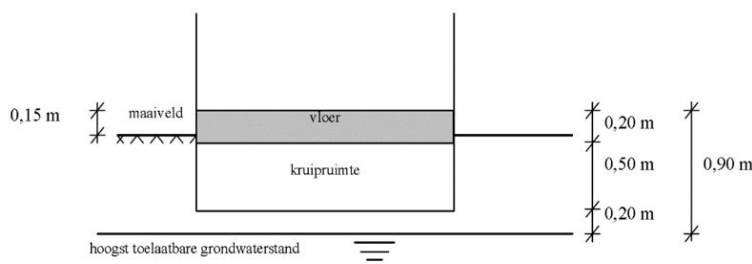 0,15 m
maaiveld
vloer
0,20 m
kruipruimte
0,50 m
0,90 m
0,20 m
hoogst toelaatbare grondwaterstand